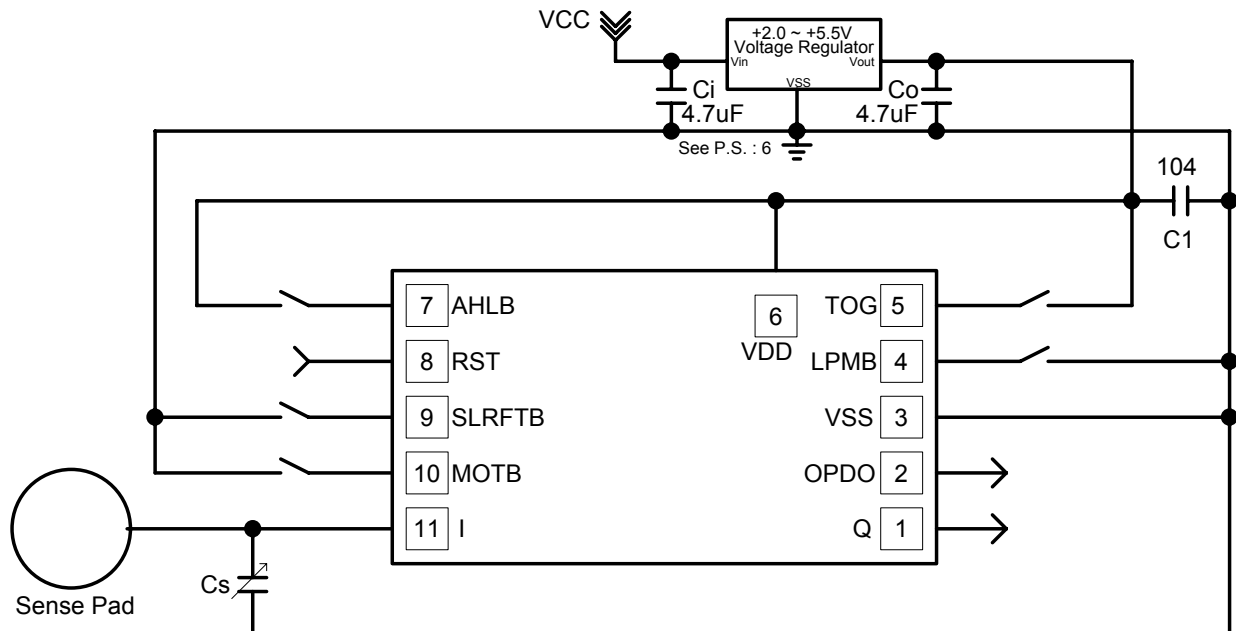 VCC
+2.0 ~ +5.5V
Voltage Regulator
Vin
Vout
VSS
Ci
4.7uF
Co
4.7uF
See P.S. : 6
104
C1
7 AHLB
6
VDD
TOG 5
8 RST
LPMB 4
9 SLRFTB
VSS 3
10 MOTB
OPDO 2
11 I
Q 1
Cs
Sense Pad